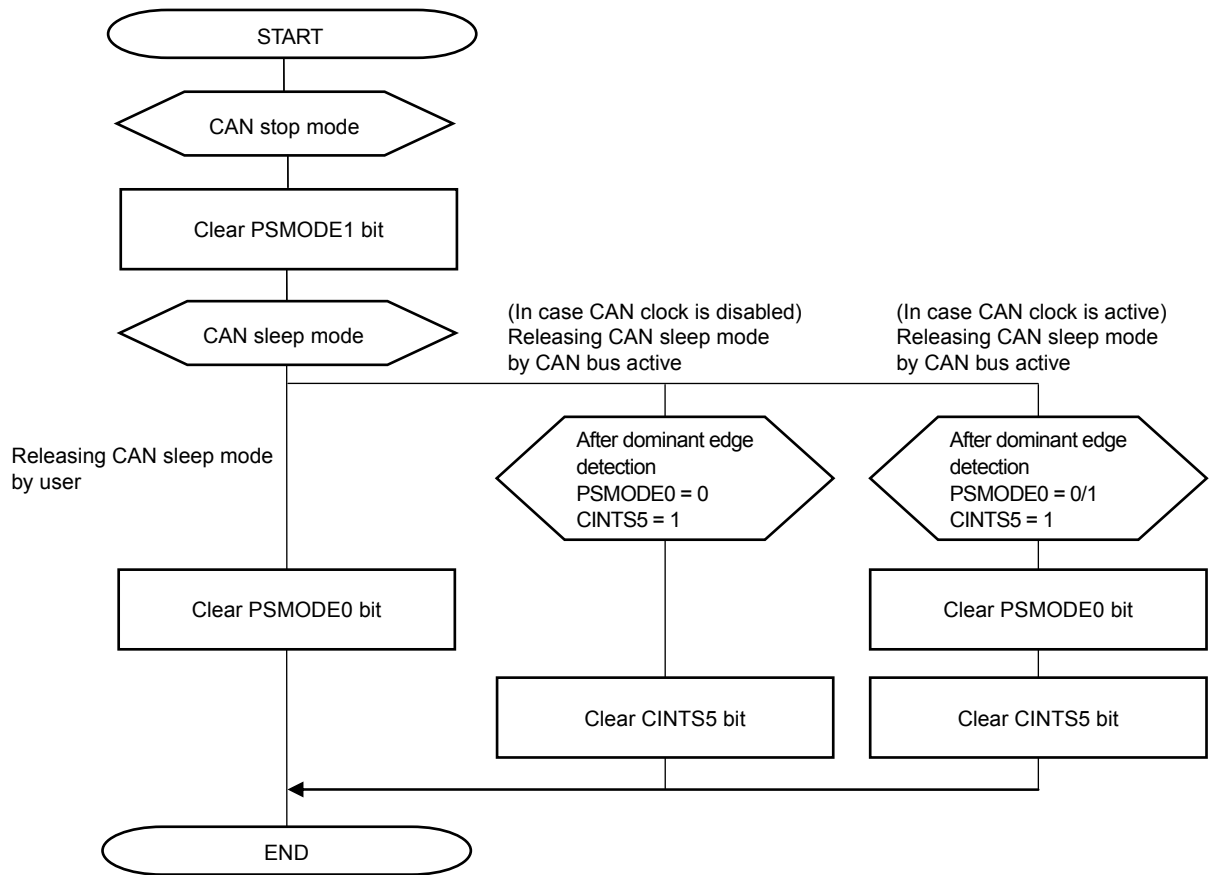 START
CAN stop mode
Clear PSMODE1 bit
CAN sleep mode
(In case CAN clock is disabled)
Releasing CAN sleep mode
by CAN bus active
(In case CAN clock is active)
Releasing CAN sleep mode
by CAN bus active
Releasing CAN sleep mode
by user
After dominant edge
detection
PSMODE0 = 0
CINTS5 = 1
After dominant edge
detection
PSMODE0 = 0/1
CINTS5 = 1
Clear PSMODE0 bit
Clear PSMODE0 bit
Clear CINTS5 bit
Clear CINTS5 bit
END